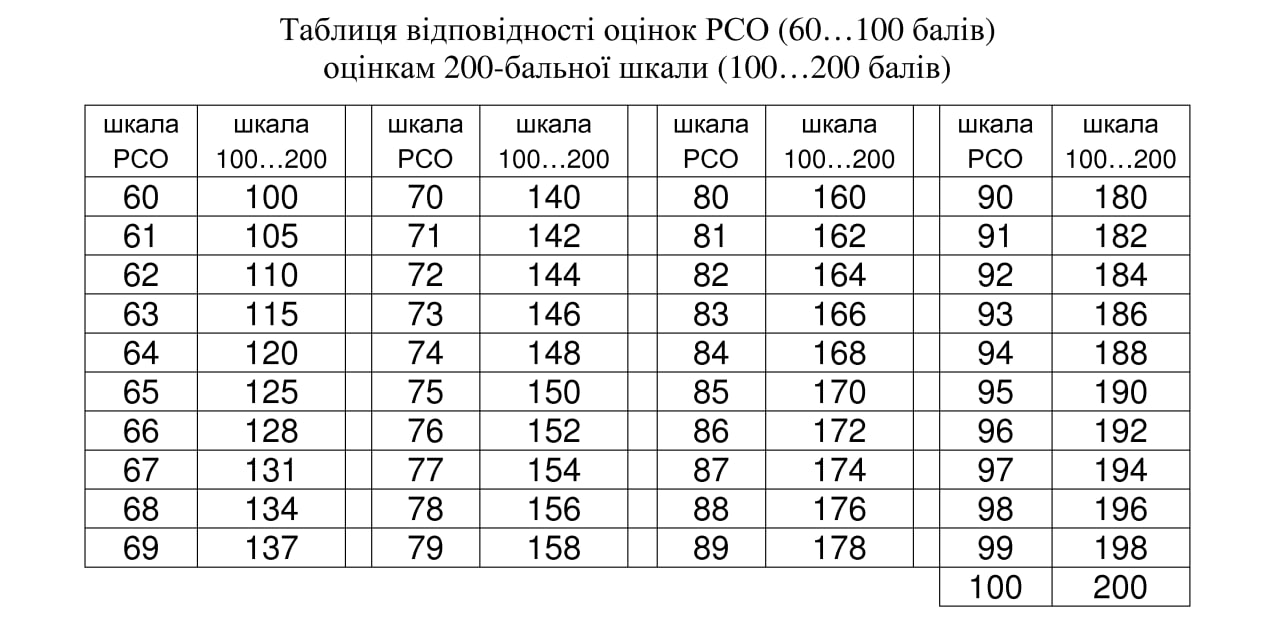 Таблиця відповідності оцінок РСО (60…100 балів)
оцінкам 200-бальної шкали (100…200 балів)
шкала шкала шкала шкала шкала шкала шкала шкала
РСО 100…200 РСО 100…200 РСО 100…200 РСО 100…200
60 100 70 140 80 160 90 180
61 105 71 142 81 162 91 182
62 110 72 144 82 164 92 184
63 115 73 146 83 166 93 186
64 120 74 148 84 168 94 188
65 125 75 150 85 170 95 190
66 128 76 152 86 172 96 192
67 131 77 154 87 174 97 194
68 134 78 156 88 176 98 196
69 137 79 158 89 178 99 198
100 200